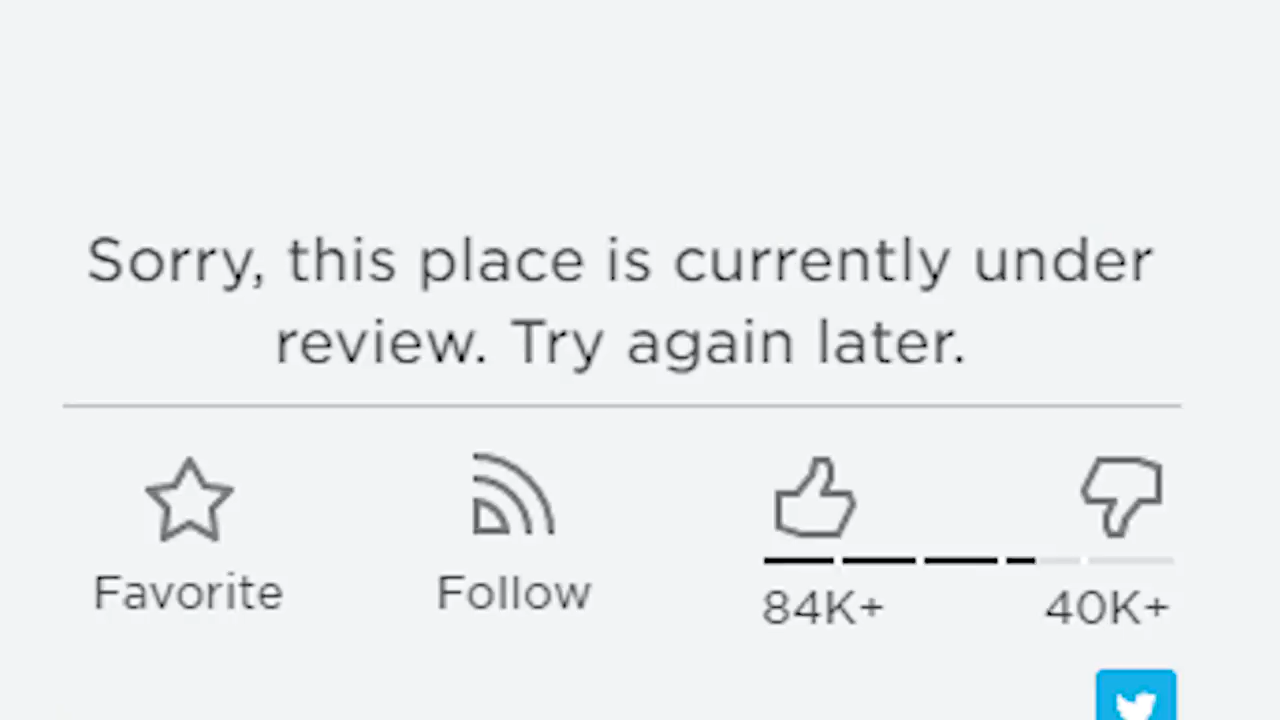 Sorry, this place is currently under
review. Try again later.
Favorite
Follow
84K+
40K+